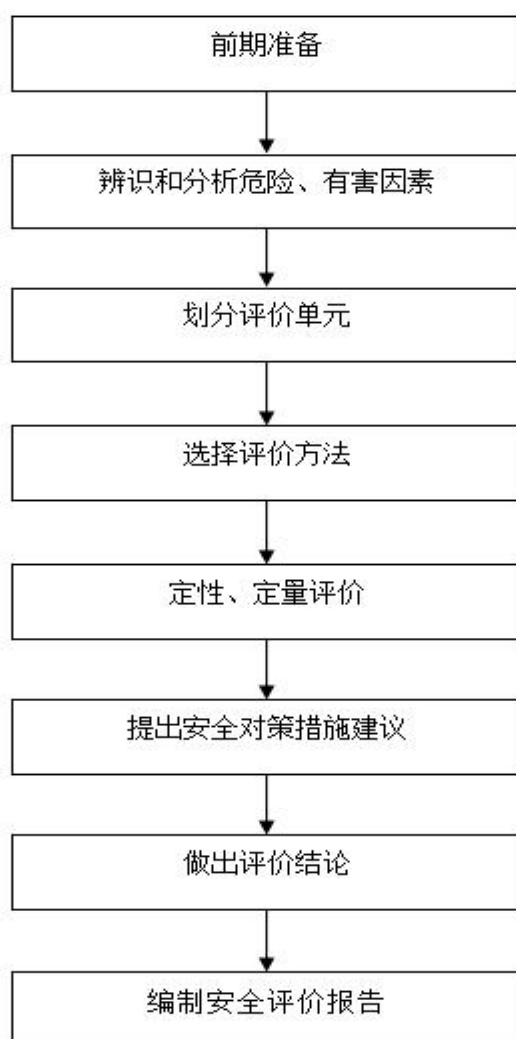 前期准备
辨识和分析危险、有害因素
划分评价单元
选择评价方法
定性、定量评价
提出安全对策措施建议
做出评价结论
编制安全评价报告